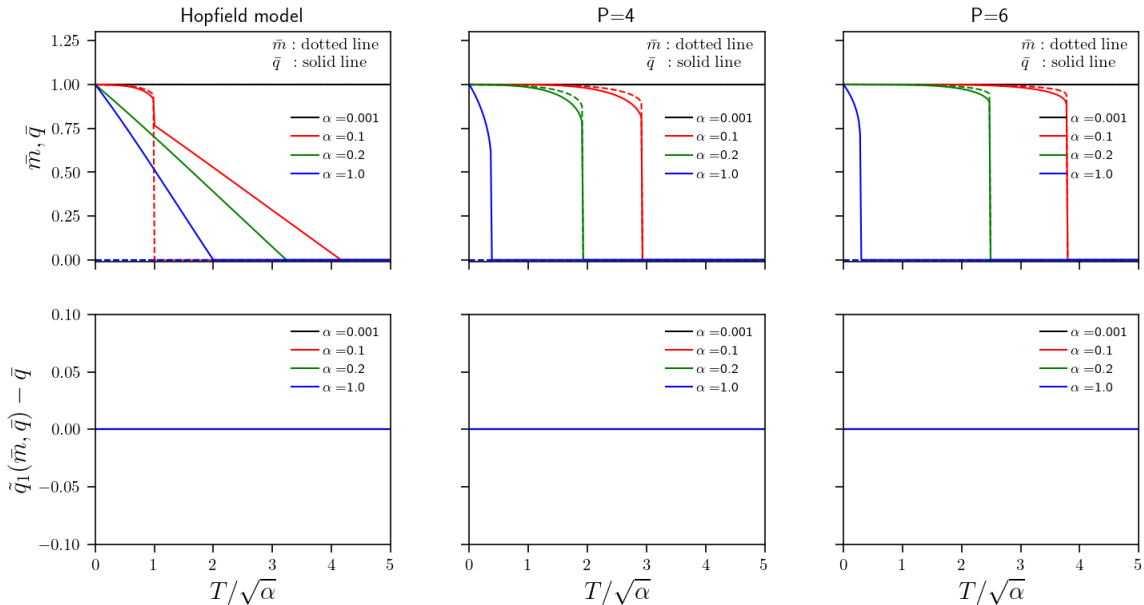 Hopfield model
P=4
P=6
m̄ : dotted line
q̄ : solid line
m̄ : dotted line
q̄ : solid line
m̄ : dotted line
q̄ : solid line
1.25
1.00
0.75
0.50
0.25
0.00
m̄, q̄
α =0.001
α =0.1
α =0.2
α =1.0
α =0.001
α =0.1
α =0.2
α =1.0
α =0.001
α =0.1
α =0.2
α =1.0
0.10
0.05
0.00
−0.05
−0.10
q̃₁(m̄, q̄) − q̄
α =0.001
α =0.1
α =0.2
α =1.0
α =0.001
α =0.1
α =0.2
α =1.0
α =0.001
α =0.1
α =0.2
α =1.0
0 1 2 3 4 5
0 1 2 3 4 5
0 1 2 3 4 5
T/√α
T/√α
T/√α